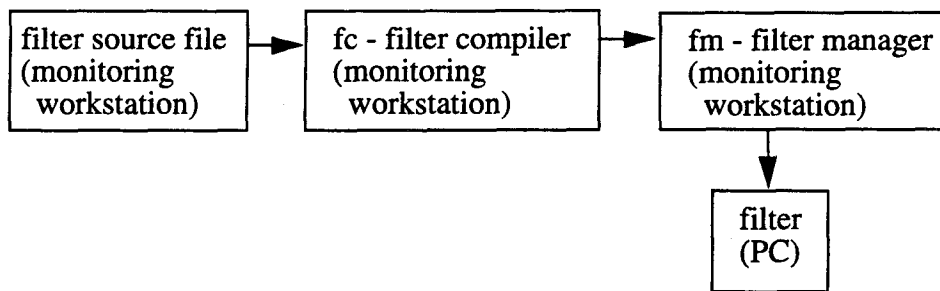 filter source file
(monitoring
workstation)
fc - filter compiler
(monitoring
workstation)
fm - filter manager
(monitoring
workstation)
filter
(PC)